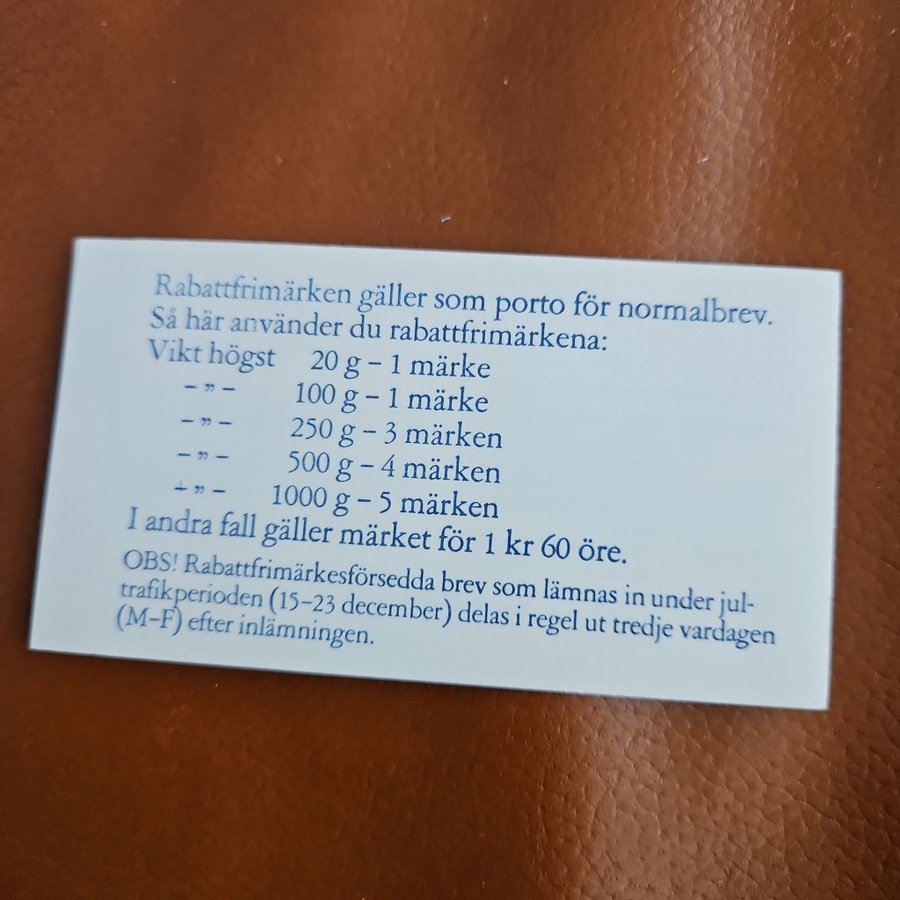 Rabattfrimärken gäller som porto för normalbrev.
Så här använder du rabattfrimärkena:
Vikt högst 20 g – 1 märke
– ” – 100 g – 1 märke
– ” – 250 g – 3 märken
– ” – 500 g – 4 märken
– ” – 1000 g – 5 märken
I andra fall gäller märket för 1 kr 60 öre.
OBS! Rabattfrimärkesförsedda brev som lämnas in under jul-
trafikperioden (15–23 december) delas i regel ut tredje vardagen
(M–F) efter inlämningen.